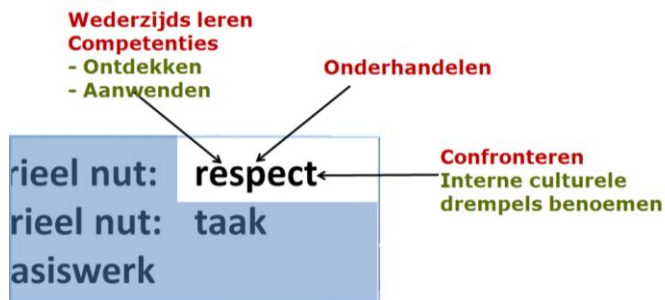 Wederzijds leren
Competenties
- Ontdekken
- Aanwenden
Onderhandelen
Confronteren
Interne culturele
drempels benoemen
rieel nut: respect
rieel nut: taak
asiswerk